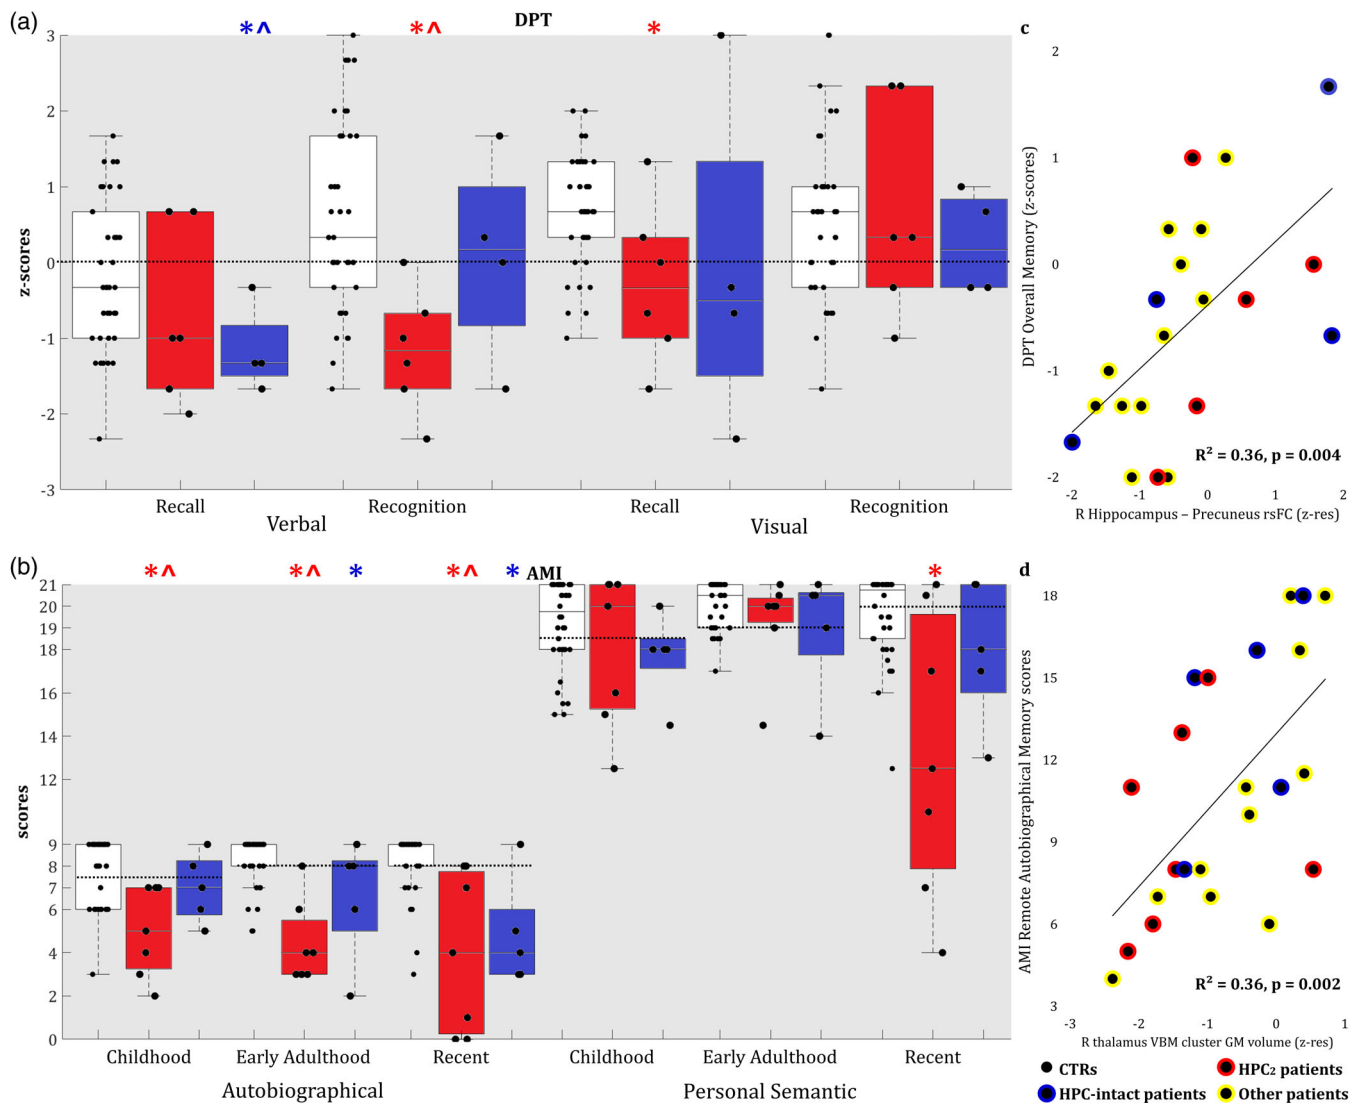 (a)
DPT
*^
*^
*
z-scores
3
2
1
0
-1
-2
-3
Recall
Recognition
Recall
Recognition
Verbal
Visual
c
DPT Overall Memory (z-scores)
2
1
0
-1
-2
R² = 0.36, p = 0.004
-2
-1
0
1
2
R Hippocampus – Precuneus rsFC (z-res)
(b)
AMI
*^
*^
*
*^
*
*
scores
21
20
19
18
16
14
12
9
8
7
6
4
2
0
Childhood
Early Adulthood
Recent
Childhood
Early Adulthood
Recent
Autobiographical
Personal Semantic
d
AMI Remote Autobiographical Memory scores
18
15
12
9
6
3
R² = 0.36, p = 0.002
-3
-2
-1
0
1
R thalamus VBM cluster GM volume (z-res)
CTRs
HPC2 patients
HPC-intact patients
Other patients